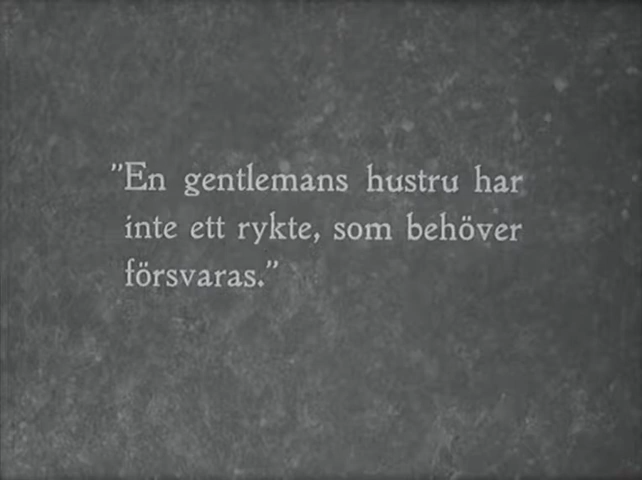 ”En gentlemans hustru har
inte ett rykte, som behöver
försvaras.”